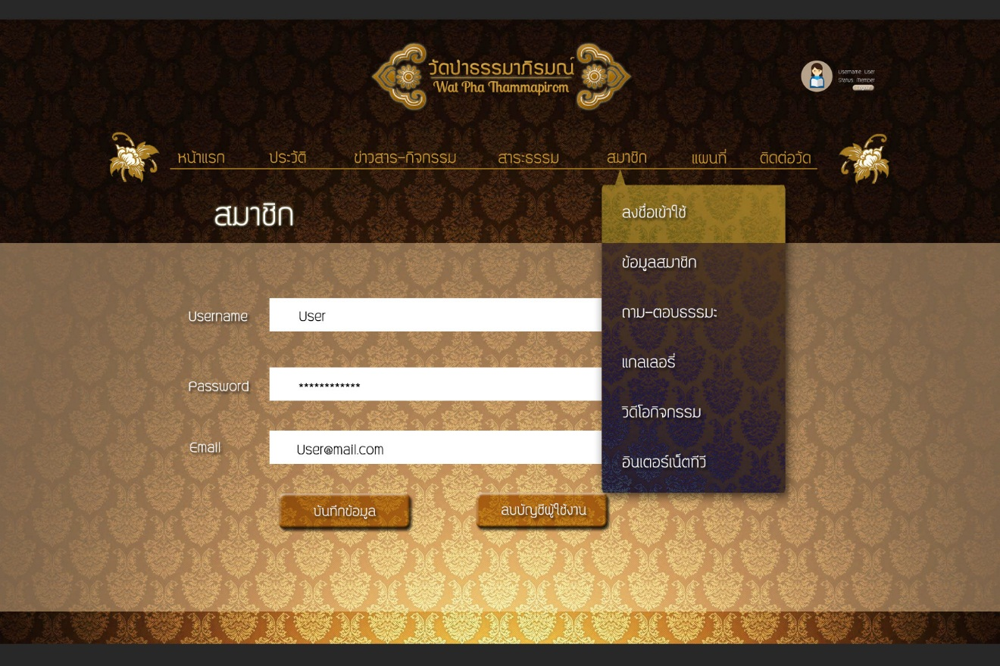 วัดป่าธรรมาภิรมณ์
Wat Pha Thammapirom
Username: User
Status: Member
Logout
หน้าแรก ประวัติ ข่าวสาร-กิจกรรม สาระธรรม สมาชิก แผนที่ ติดต่อวัด
สมาชิก
ลงชื่อเข้าใช้
ข้อมูลสมาชิก
ถาม-ตอบธรรมะ
แกลเลอรี่
วิดีโอกิจกรรม
อินเตอร์เน็ตทีวี
Username User
Password ************
Email User@mail.com
บันทึกข้อมูล ลบบัญชีผู้ใช้งาน